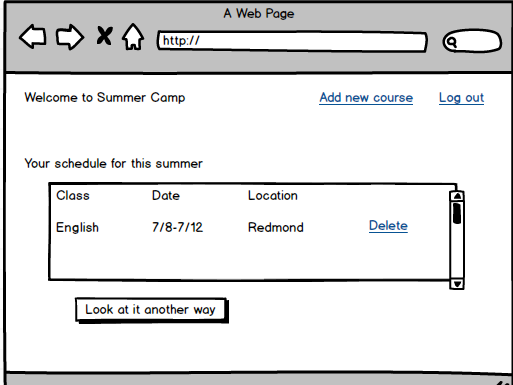 A Web Page
http://
Welcome to Summer Camp Add new course Log out
Your schedule for this summer
Class Date Location
English 7/8-7/12 Redmond Delete
Look at it another way